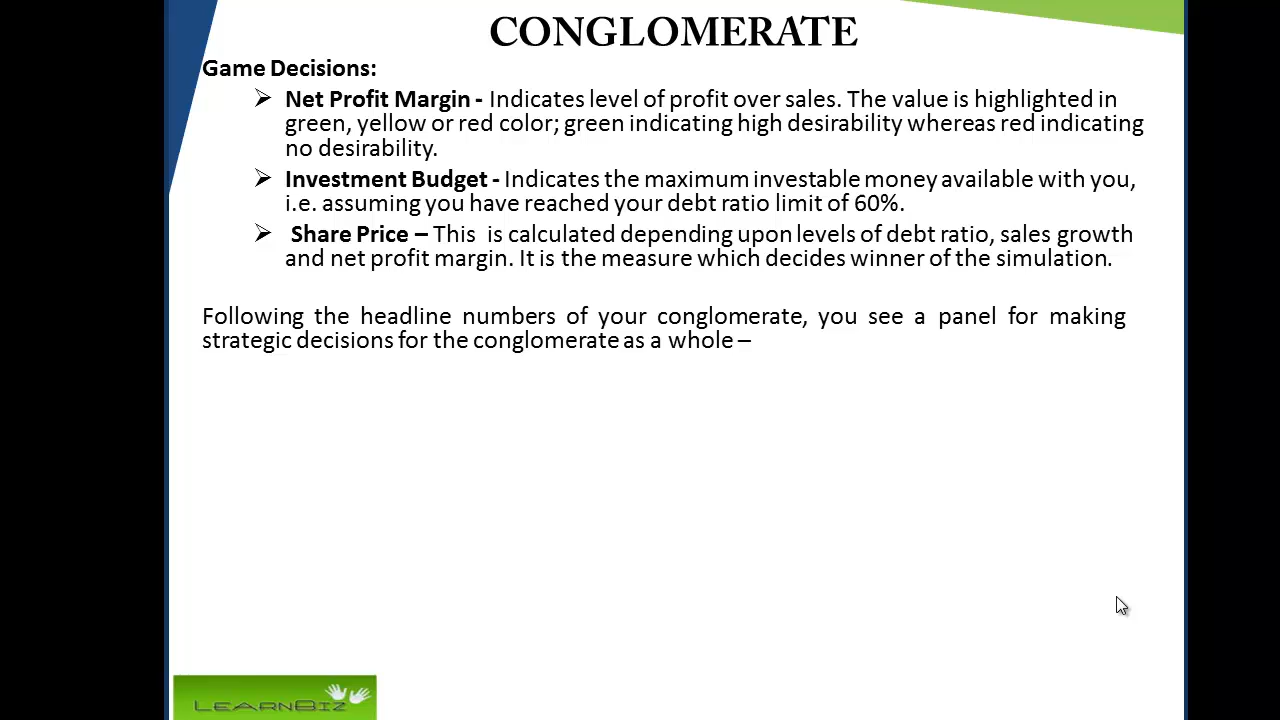 CONGLOMERATE
Game Decisions:
Net Profit Margin - Indicates level of profit over sales. The value is highlighted in
green, yellow or red color; green indicating high desirability whereas red indicating
no desirability.
Investment Budget - Indicates the maximum investable money available with you,
i.e. assuming you have reached your debt ratio limit of 60%.
Share Price – This is calculated depending upon levels of debt ratio, sales growth
and net profit margin. It is the measure which decides winner of the simulation.
Following the headline numbers of your conglomerate, you see a panel for making
strategic decisions for the conglomerate as a whole –
LEARNBIZ